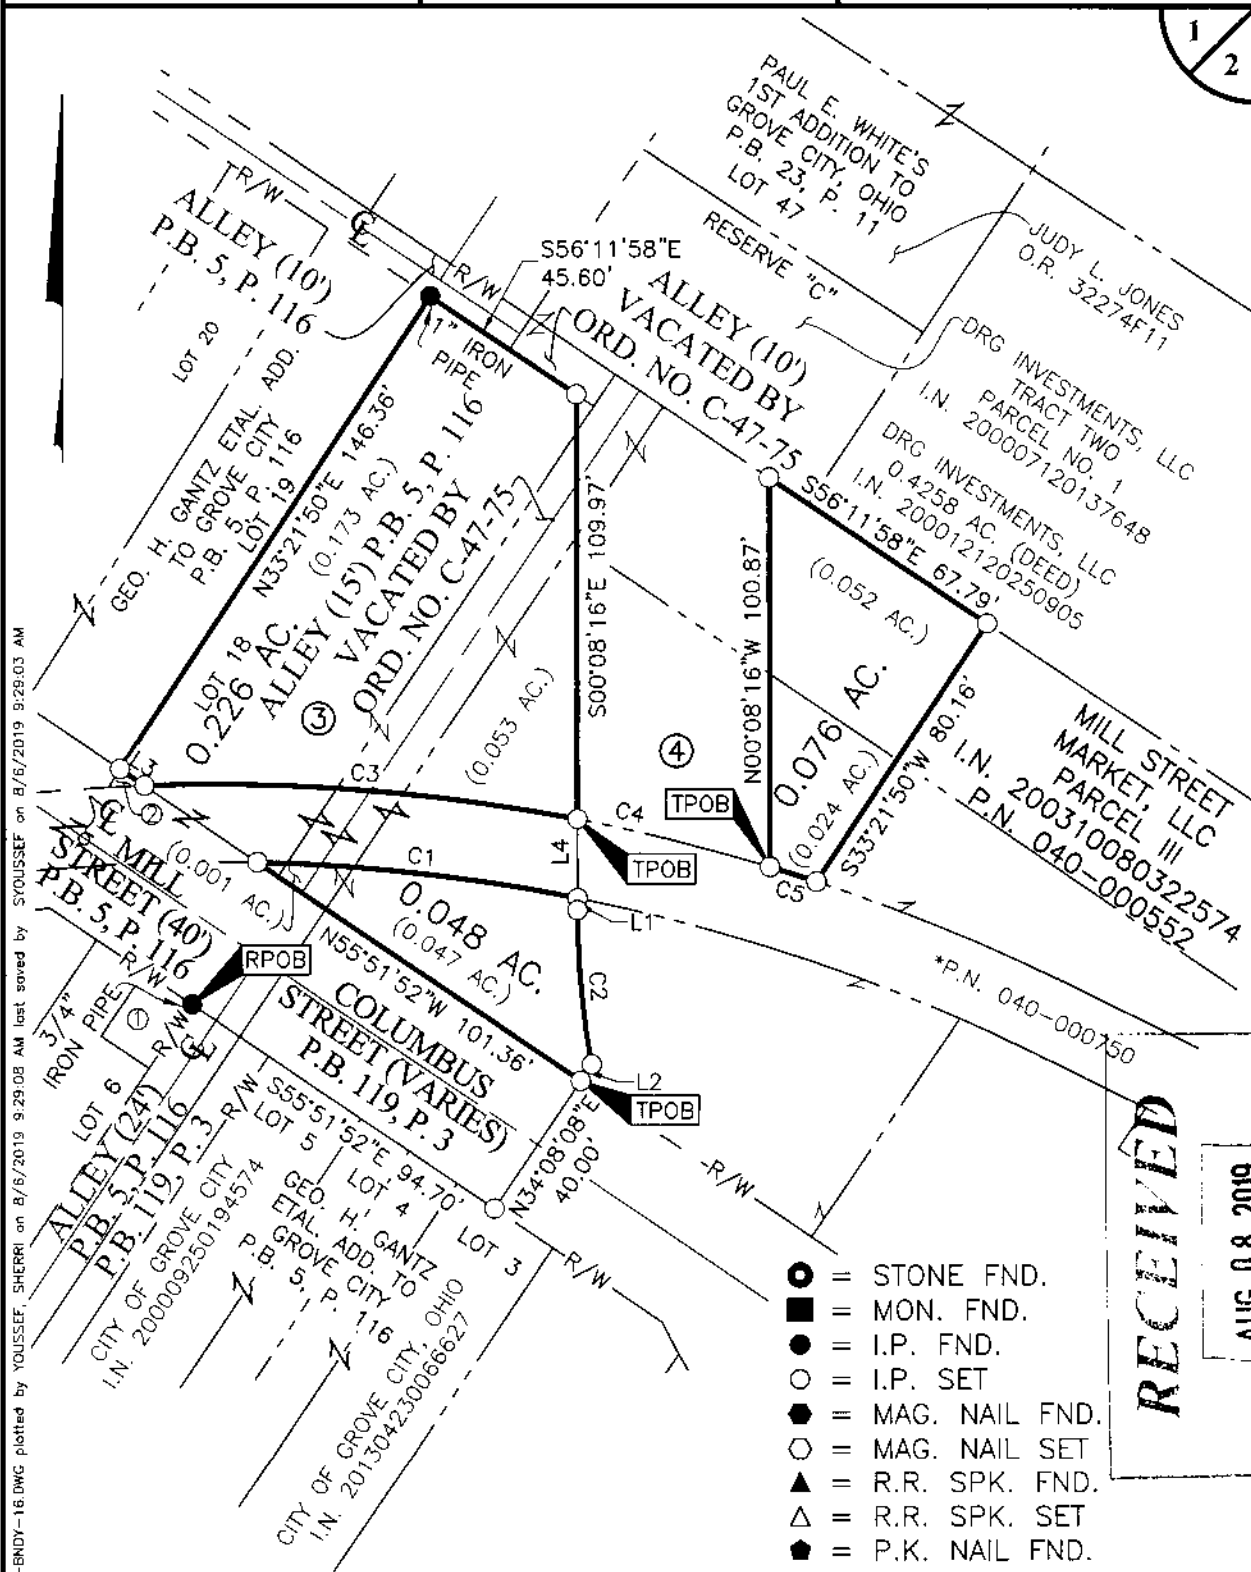 1
2
PAUL E. WHITE'S
1ST ADDITION TO
GROVE CITY, OHIO
P.B. 23, P. 11
LOT 47
RESERVE "C"
JUDY L. JONES
O.R. 32274F11
R/W
ALLEY (10')
P.B. 5, P. 116
LOT 20
R/W
S56°11'58"E
45.60'
1" IRON
PIPE
ALLEY (10')
VACATED BY
ORD. NO. C-47-75
DRG INVESTMENTS, LLC
TRACT TWO
PARCEL NO. 1
I.N. 200007120137648
DRG INVESTMENTS, LLC
0.4258 AC. (DEED)
I.N. 200012120250905
GEO. H. GANTZ ETAL. ADD.
TO GROVE CITY
P.B. 5, P. 116
LOT 19
N33°21'50"E 146.36'
(0.173 AC.)
LOT 18
0.226 AC.
ALLEY (15') P.B. 5, P. 116
VACATED BY
ORD. NO. C-47-75
3
(0.053 AC.)
S00°08'16"E 109.97'
4
N00°08'16"W 100.87'
S56°11'58"E 67.79'
(0.052 AC.)
0.076 AC.
(0.024 AC.)
S33°21'50"W 80.16'
MILL STREET
MARKET, LLC
PARCEL III
I.N. 200310080322574
P.N. 040-000552
L3
2
C3
C4
TPOB
TPOB
C5
L4
C1
L1
C2
L2
TPOB
MILL
STREET (40')
P.B. 5, P. 116
R/W
(0.001
AC.)
0.048 AC.
(0.047 AC.)
N55°51'52"W 101.36'
COLUMBUS
STREET (VARIES)
P.B. 119, P. 3
RPOB
3/4"
IRON PIPE
1
R/W
LOT 6
ALLEY (24')
P.B. 5, P. 116
P.B. 119, P. 3
R/W
S55°51'52"E 94.70'
N34°08'08"E
40.00'
LOT 5
LOT 4
LOT 3
GEO. H. GANTZ
ETAL. ADD. TO
GROVE CITY
P.B. 5, P. 116
CITY OF GROVE CITY
I.N. 200009250194574
CITY OF GROVE CITY, OHIO
I.N. 201304230066627
R/W
R/W
*P.N. 040-000750
RECEIVED
AUG 08 2019
= STONE FND.
= MON. FND.
= I.P. FND.
= I.P. SET
= MAG. NAIL FND.
= MAG. NAIL SET
= R.R. SPK. FND.
= R.R. SPK. SET
= P.K. NAIL FND.
-BNDY-16.DWG plotted by YOUSSEF, SHERRI on 8/6/2019 9:29:08 AM last saved by SYOUSSEF on 8/6/2019 9:29:03 AM